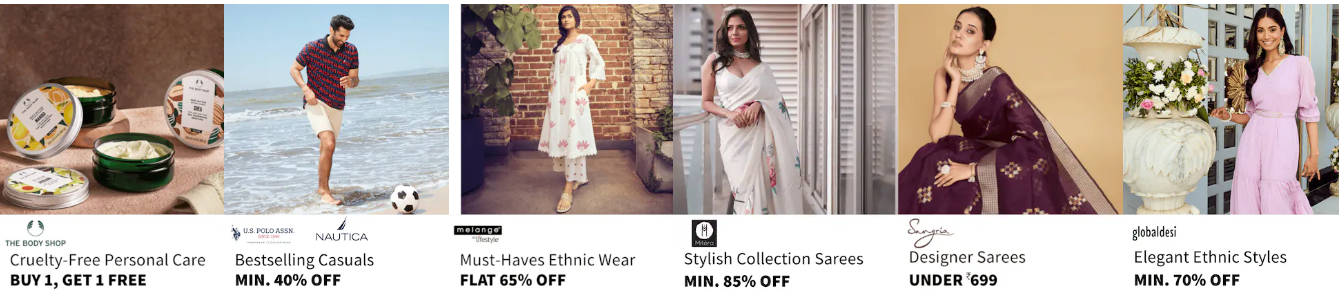 THE BODY SHOP
Cruelty-Free Personal Care
BUY 1, GET 1 FREE
U.S. POLO ASSN.
NAUTICA
Bestselling Casuals
MIN. 40% OFF
melange
lifestyle
Must-Haves Ethnic Wear
FLAT 65% OFF
Mitera
Stylish Collection Sarees
MIN. 85% OFF
Sangria
Designer Sarees
UNDER ₹699
globaldesi
Elegant Ethnic Styles
MIN. 70% OFF